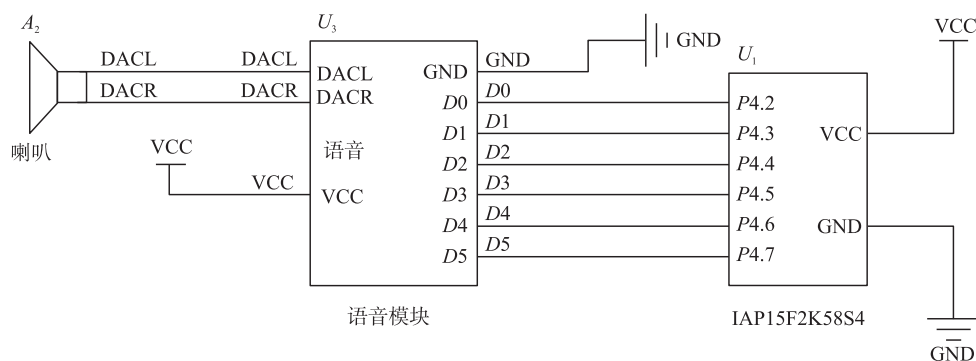 A₂
U₃
VCC
DACL
DACL
DACL
GND
GND
GND
U₁
DACR
DACR
DACR
D0
D0
P4.2
喇叭
VCC
语音
D1
D1
P4.3
VCC
D2
D2
P4.4
VCC
VCC
D3
D3
P4.5
D4
D4
P4.6
GND
D5
D5
P4.7
语音模块
IAP15F2K58S4
GND